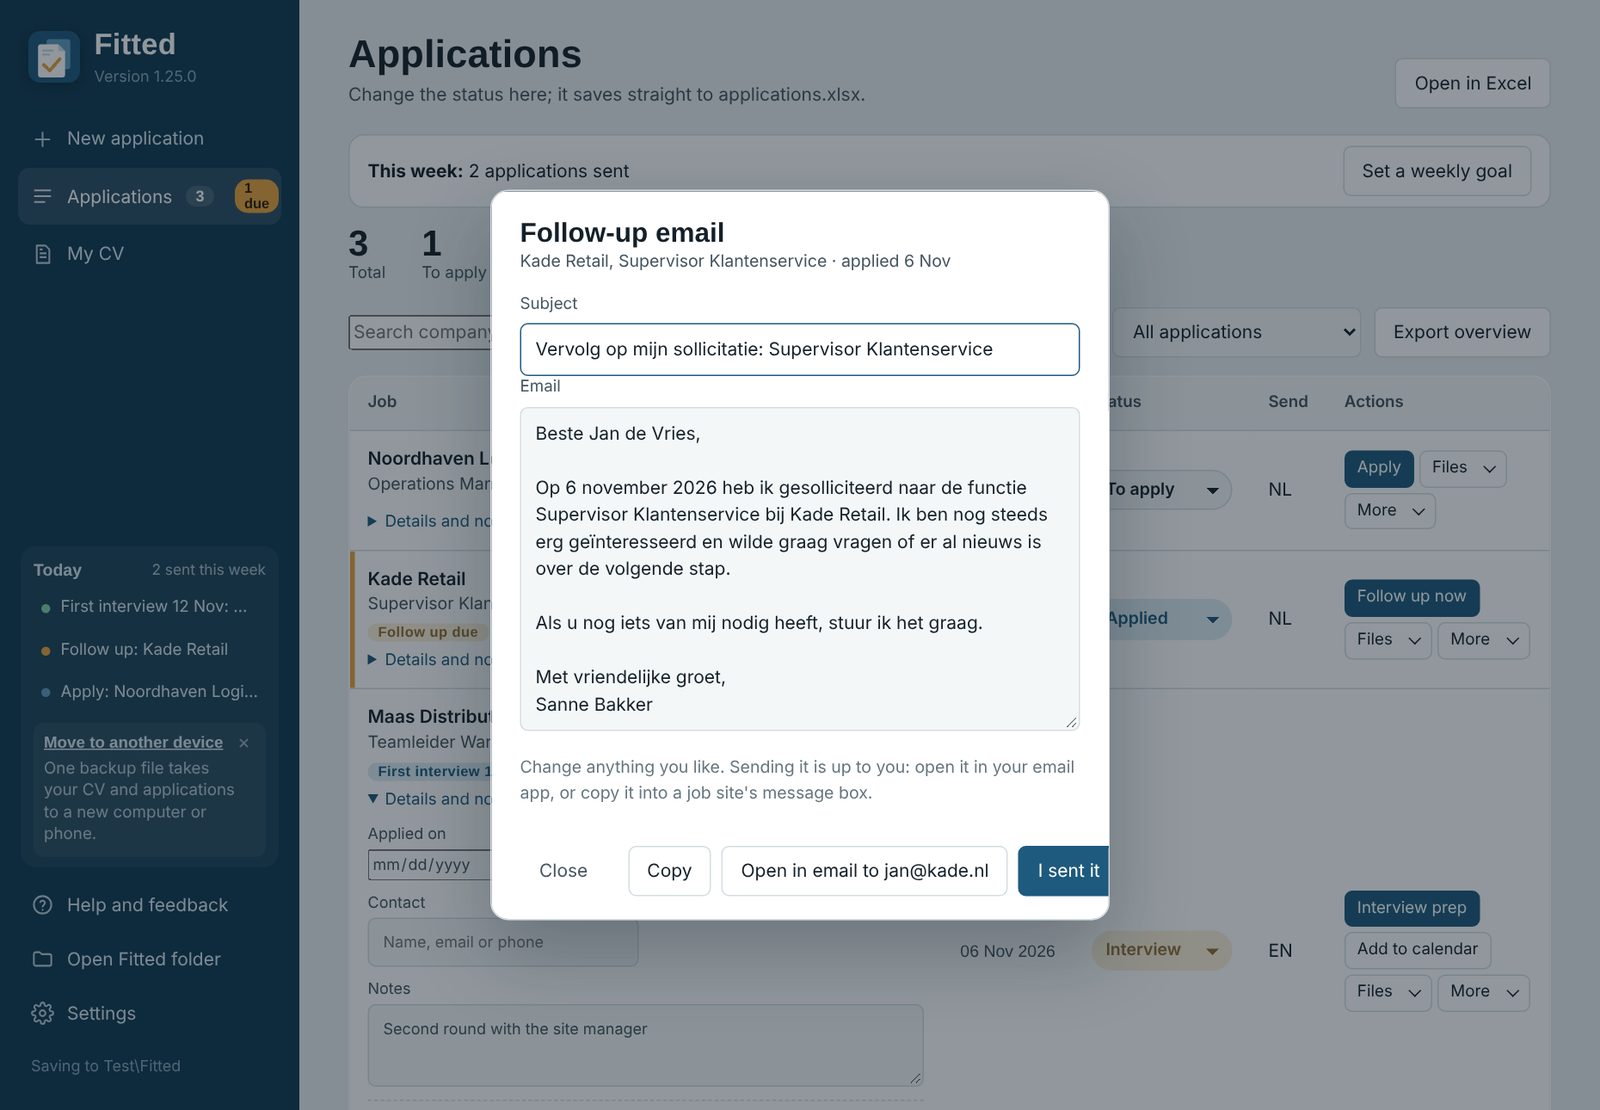 Fitted
Version 1.25.0
New application
Applications 3 1 due
My CV
Today 2 sent this week
First interview 12 Nov: ...
Follow up: Kade Retail
Apply: Noordhaven Logi...
Move to another device ×
One backup file takes
your CV and applications
to a new computer or
phone.
Help and feedback
Open Fitted folder
Settings
Saving to Test\Fitted
Applications
Change the status here; it saves straight to applications.xlsx.
Open in Excel
This week: 2 applications sent
Set a weekly goal
3 1
Total To apply
Search company
All applications
Export overview
Job atus Send Actions
Noordhaven L
Operations Man
Details and no
To apply NL Apply Files
More
Kade Retail
Supervisor Klan
Follow up due
Details and no
Applied NL Follow up now
Files More
Maas Distribut
Teamleider War
First interview 1
Details and no
Applied on
mm/dd/yyyy
Contact
Name, email or phone
Notes
Second round with the site manager
06 Nov 2026 Interview EN
Interview prep
Add to calendar
Files More
Follow-up email
Kade Retail, Supervisor Klantenservice · applied 6 Nov
Subject
Vervolg op mijn sollicitatie: Supervisor Klantenservice
Email
Beste Jan de Vries,
Op 6 november 2026 heb ik gesolliciteerd naar de functie
Supervisor Klantenservice bij Kade Retail. Ik ben nog steeds
erg geïnteresseerd en wilde graag vragen of er al nieuws is
over de volgende stap.
Als u nog iets van mij nodig heeft, stuur ik het graag.
Met vriendelijke groet,
Sanne Bakker
Change anything you like. Sending it is up to you: open it in your email
app, or copy it into a job site's message box.
Close Copy Open in email to jan@kade.nl I sent it